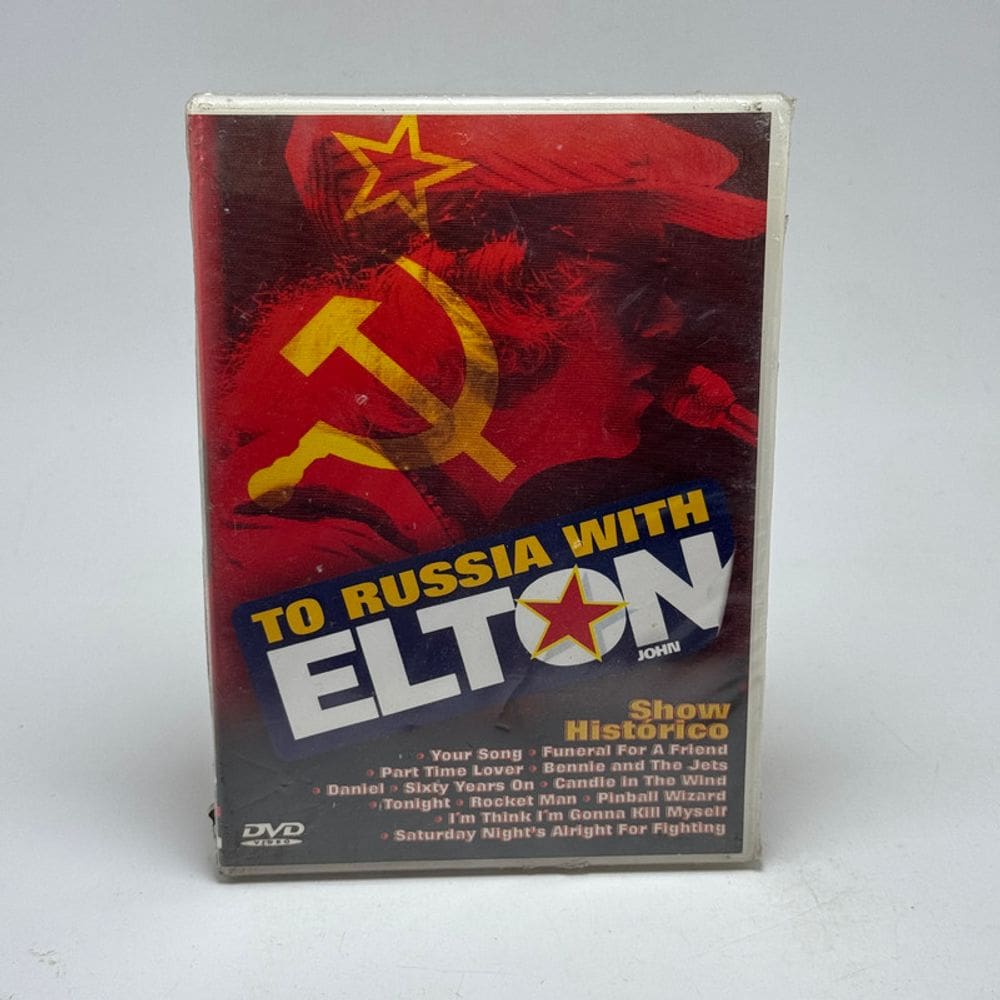 TO RUSSIA WITH
ELTON
JOHN
Show
Histórico
• Your Song • Funeral For A Friend
• Part Time Lover • Bennie and The Jets
• Daniel • Sixty Years On • Candle In The Wind
• Tonight • Rocket Man • Pinball Wizard
• I'm Think I'm Gonna Kill Myself
• Saturday Night's Alright For Fighting
DVD
VIDEO